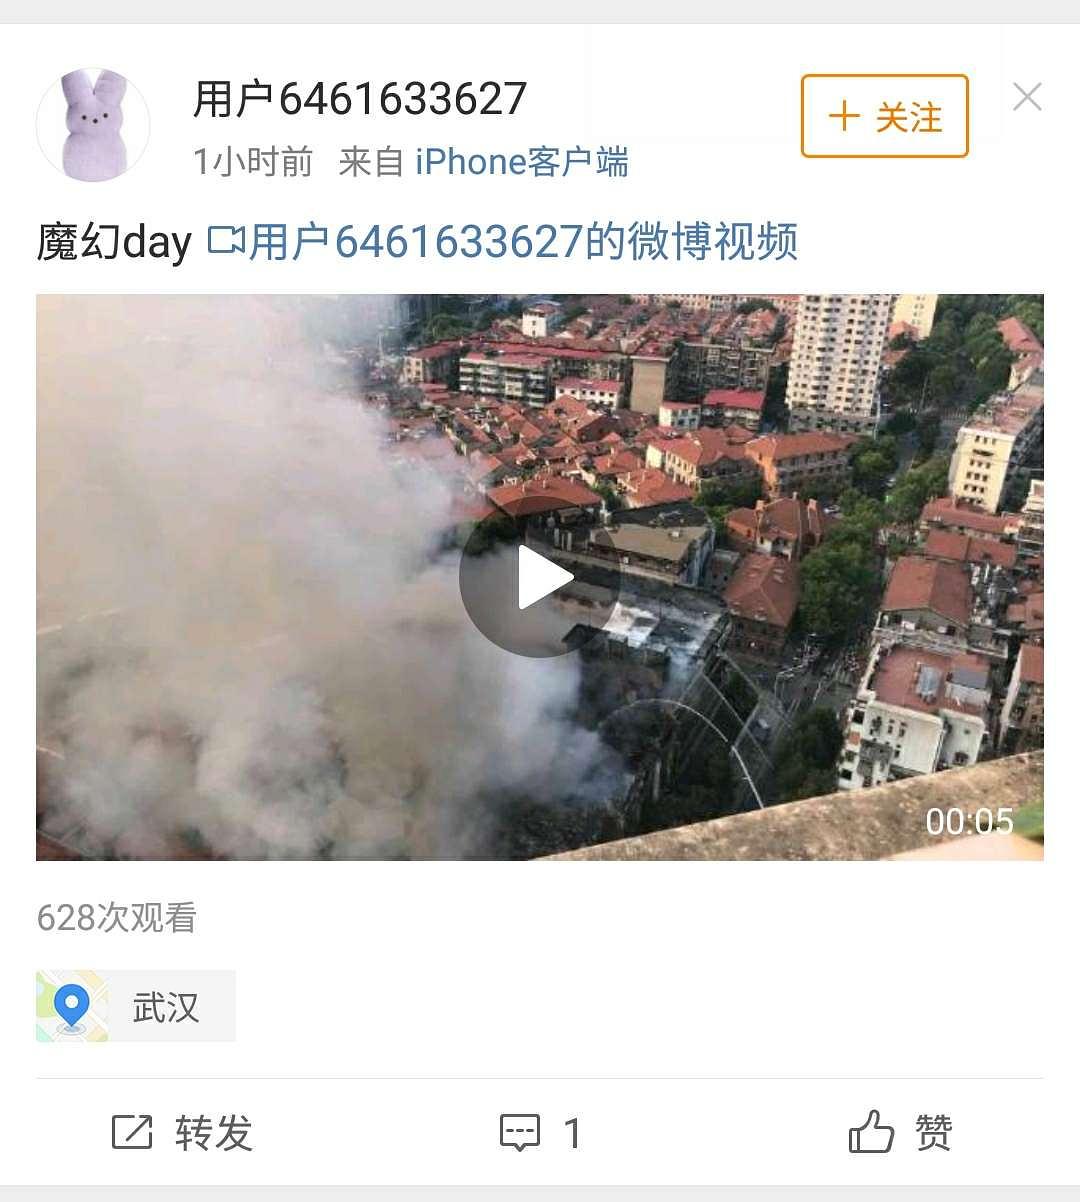 用户6461633627
+ 关注
1小时前 来自 iPhone客户端
魔幻day 用户6461633627的微博视频
00:05
628次观看
武汉
转发
1
赞